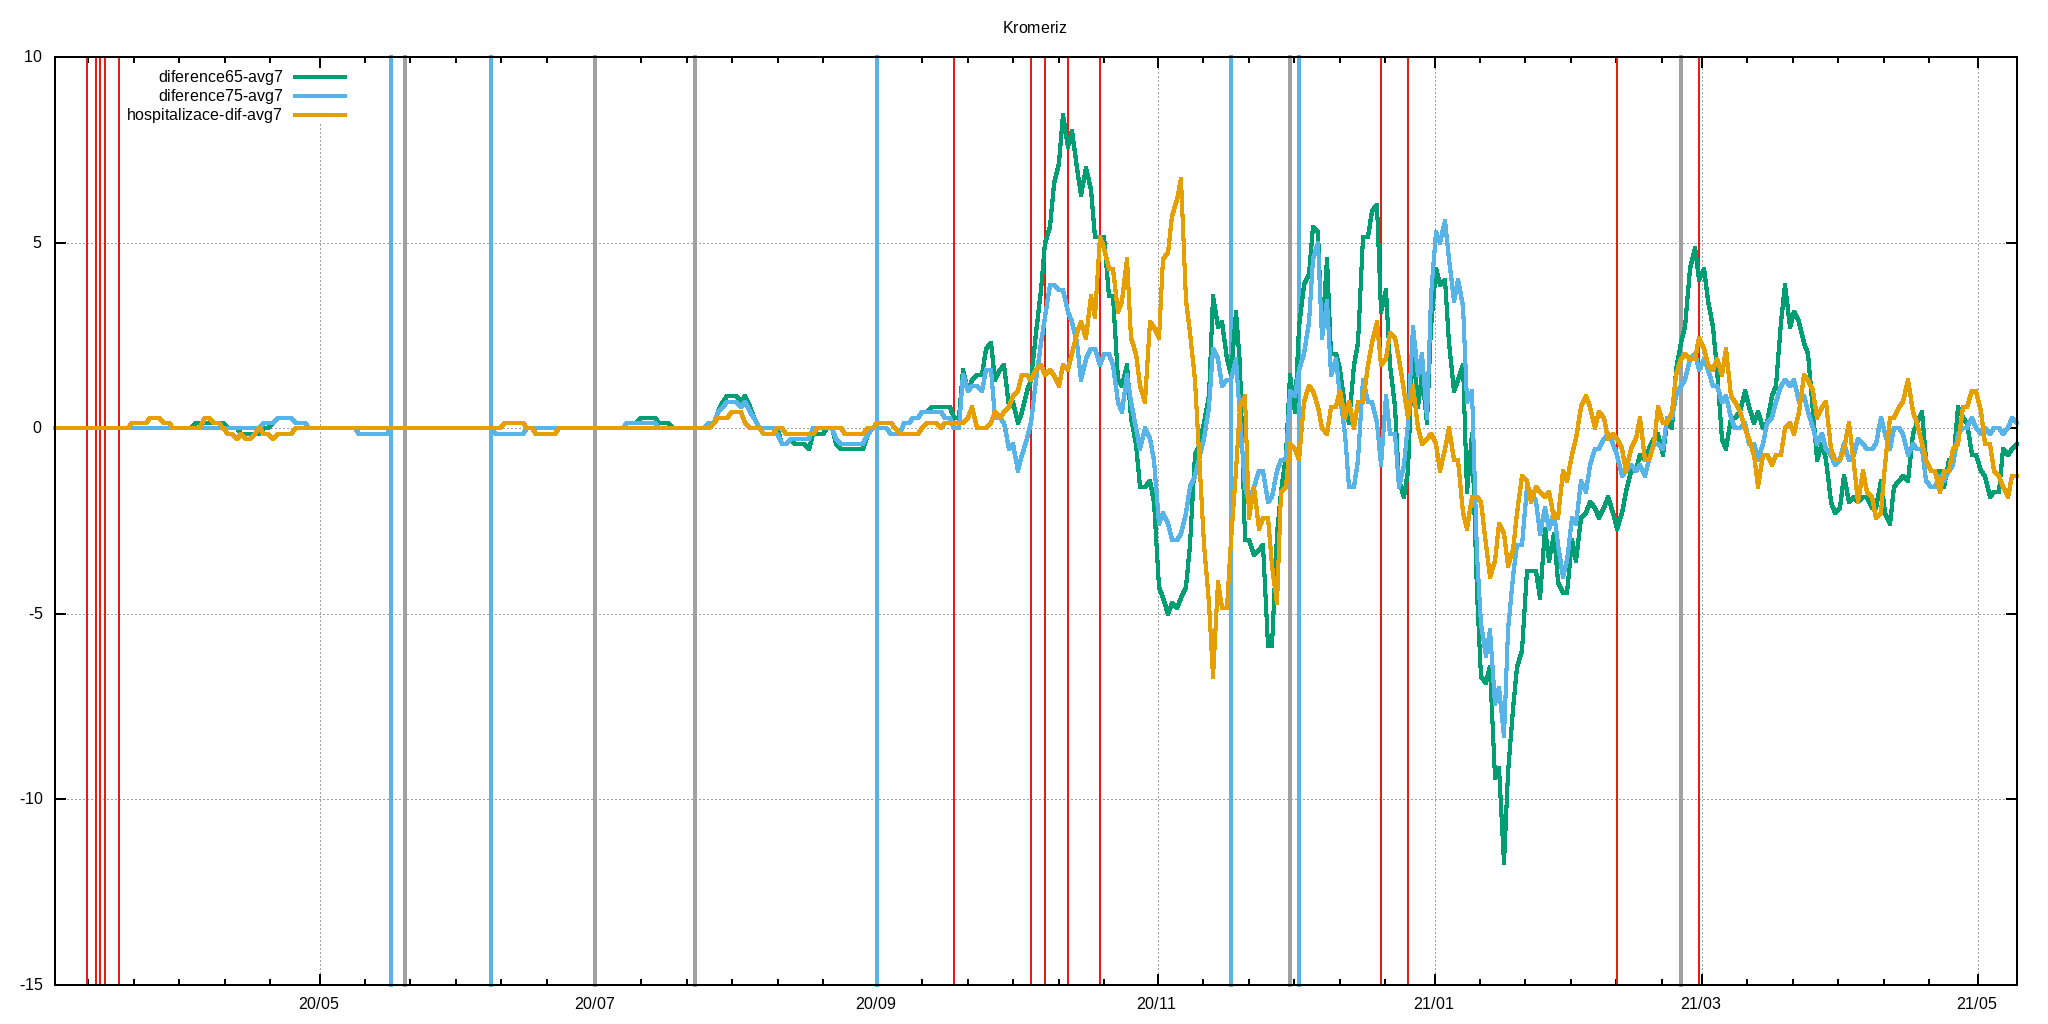 Kromeriz
10
diference65-avg7
diference75-avg7
hospitalizace-dif-avg7
5
0
-5
-10
-15
20/05 20/07 20/09 20/11 21/01 21/03 21/05